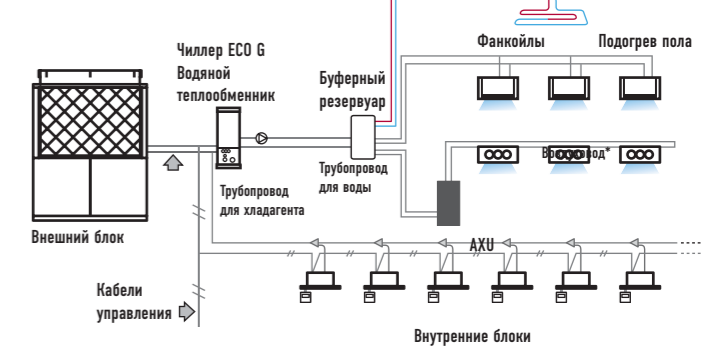 Чиллер ECO G
Водяной
теплообменник
Буферный
резервуар
Фанкойлы
Подогрев пола
Воздуховод*
Трубопровод
для воды
Трубопровод
для хладагента
Внешний блок
AXU
Кабели
управления
Внутренние блоки